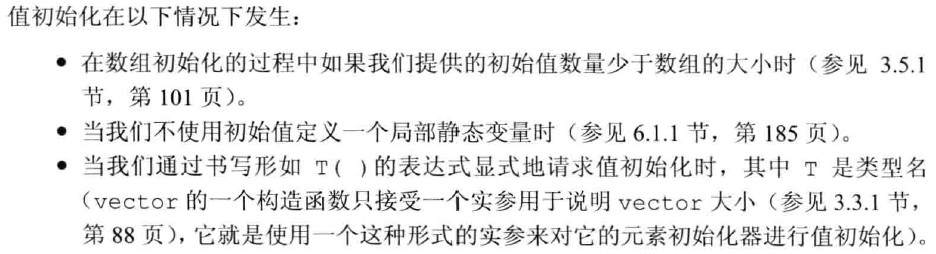 值初始化在以下情况下发生：
● 在数组初始化的过程中如果我们提供的初始值数量少于数组的大小时（参见 3.5.1
节，第 101 页）。
● 当我们不使用初始值定义一个局部静态变量时（参见 6.1.1 节，第 185 页）。
● 当我们通过书写形如 T( )的表达式显式地请求值初始化时，其中 T 是类型名
（vector 的一个构造函数只接受一个实参用于说明 vector 大小（参见 3.3.1 节，
第 88 页），它就是使用一个这种形式的实参来对它的元素初始化器进行值初始化）。